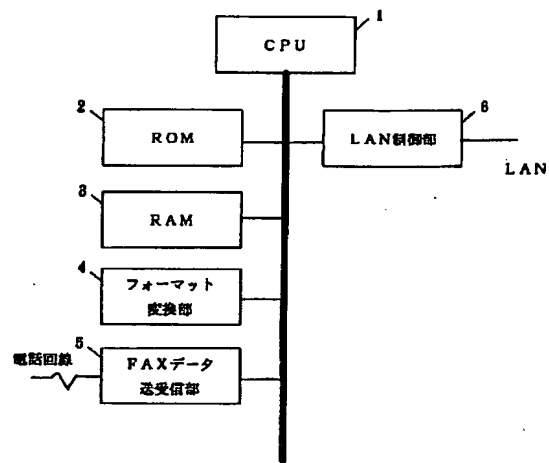 1
CPU
2
ROM
6
LAN制御部
LAN
3
RAM
4
フォーマット
変換部
電話回線
5
FAXデータ
送受信部